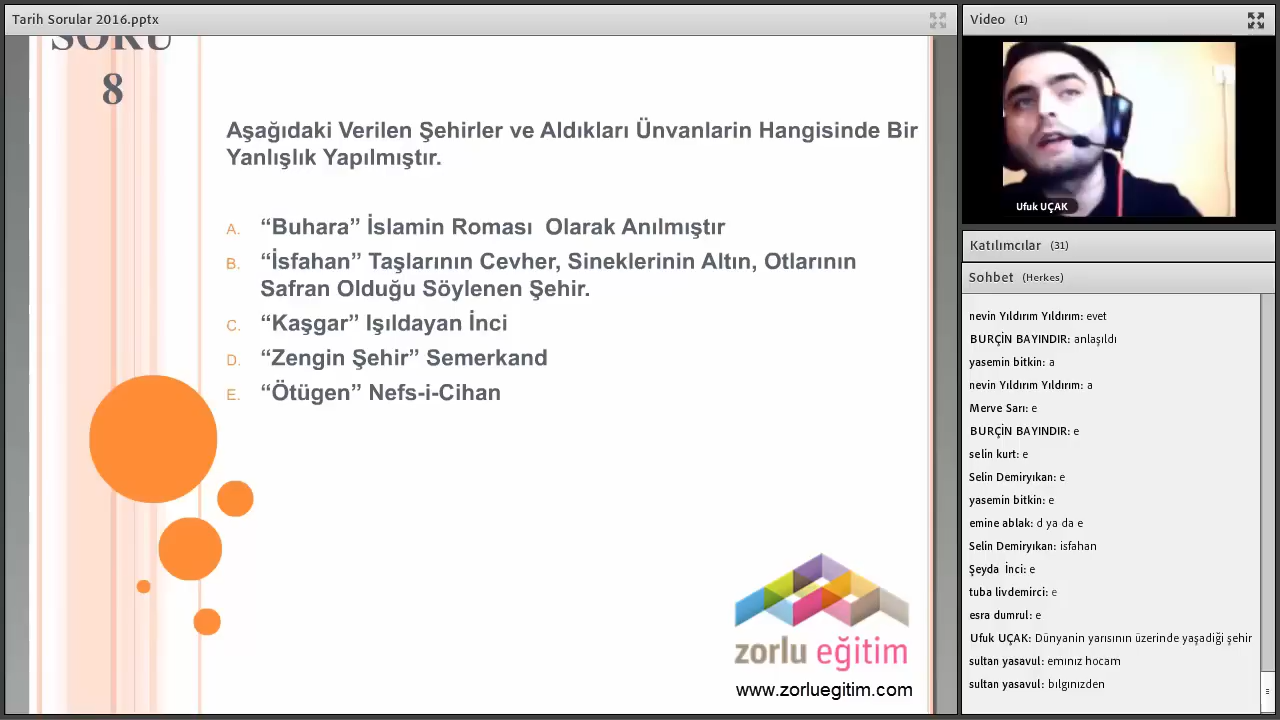 Tarih Sorular 2016.pptx
SORU
8
Aşağıdaki Verilen Şehirler ve Aldıkları Ünvanlarin Hangisinde Bir
Yanlışlık Yapılmıştır.
A. “Buhara” İslamin Roması Olarak Anılmıştır
B. “İsfahan” Taşlarının Cevher, Sineklerinin Altın, Otlarının
Safran Olduğu Söylenen Şehir.
C. “Kaşgar” Işıldayan İnci
D. “Zengin Şehir” Semerkand
E. “Ötügen” Nefs-i-Cihan
zorlu eğitim
www.zorluegitim.com
Video (1)
Ufuk UÇAK
Katılımcılar (31)
Sohbet (Herkes)
nevin Yıldırım Yıldırım: evet
BURÇİN BAYINDIR: anlaşıldı
yasemin bitkin: a
nevin Yıldırım Yıldırım: a
Merve Sarı: e
BURÇİN BAYINDIR: e
selin kurt: e
Selin Demiryıkan: e
yasemin bitkin: e
emine ablak: d ya da e
Selin Demiryıkan: isfahan
Şeyda İnci: e
tuba livdemirci: e
esra dumrul: e
Ufuk UÇAK: Dünyanin yarısının üzerinde yaşadiği şehir
sultan yasavul: emınız hocam
sultan yasavul: bılgınızden